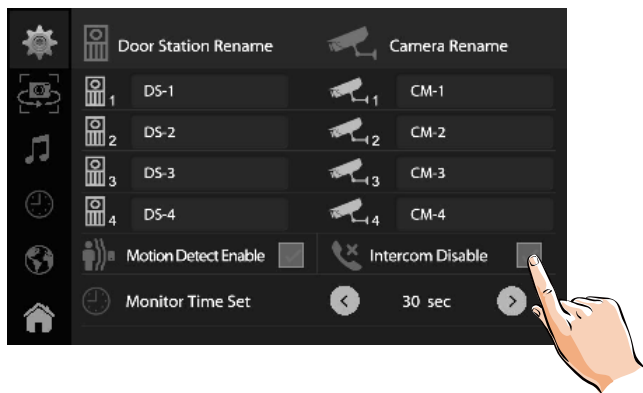 Door Station Rename Camera Rename
1 DS-1 1 CM-1
2 DS-2 2 CM-2
3 DS-3 3 CM-3
4 DS-4 4 CM-4
Motion Detect Enable Intercom Disable
Monitor Time Set < 30 sec >